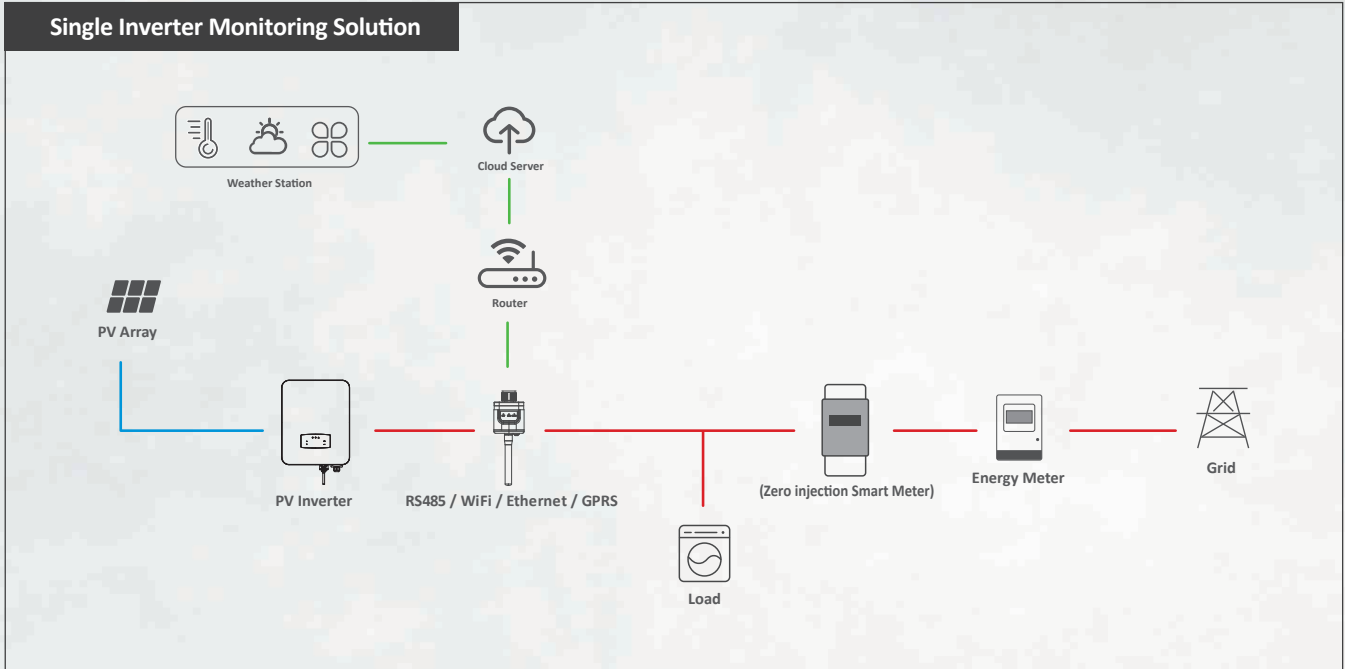 Single Inverter Monitoring Solution
Weather Station
Cloud Server
Router
PV Array
PV Inverter
RS485 / WiFi / Ethernet / GPRS
(Zero injection Smart Meter)
Energy Meter
Grid
Load